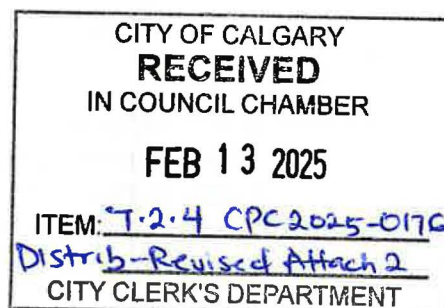 CITY OF CALGARY
RECEIVED
IN COUNCIL CHAMBER
FEB 13 2025
ITEM: 7.2.4 CPC2025-0176
Distrib-Revised Attach 2
CITY CLERK'S DEPARTMENT